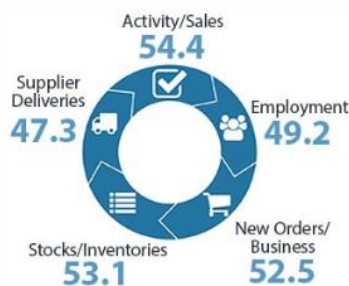 Activity/Sales
54.4
Employment
49.2
New Orders/
Business
52.5
Stocks/Inventories
53.1
Supplier
Deliveries
47.3